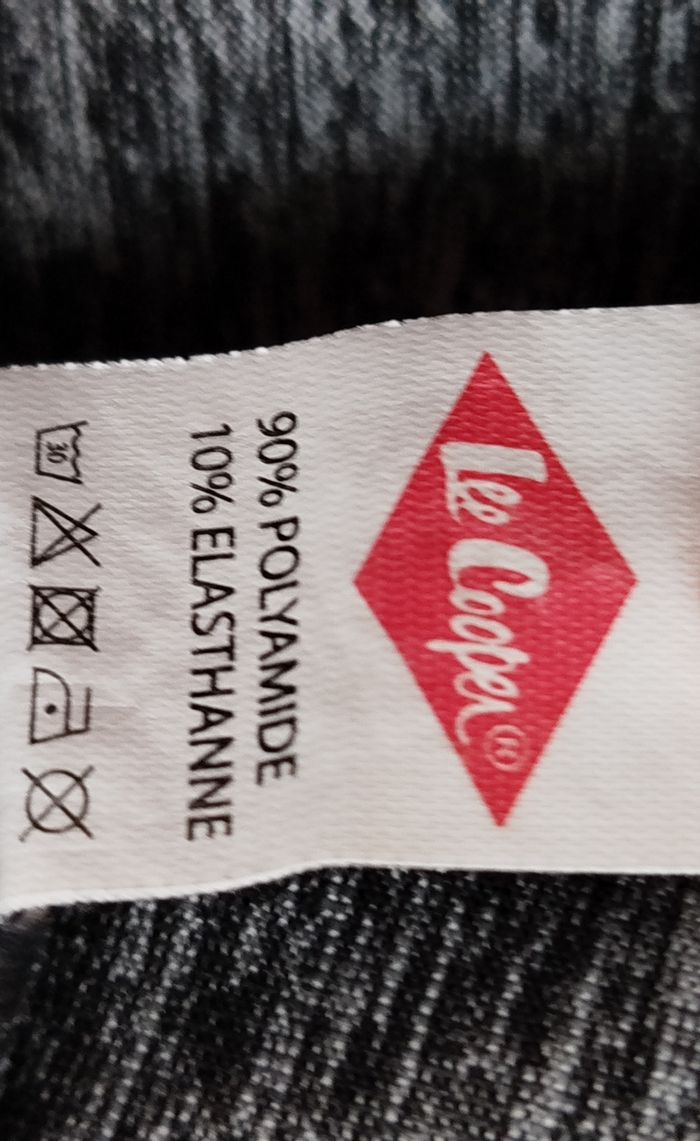 Lee Cooper
90% POLYAMIDE
10% ELASTHANNE
30